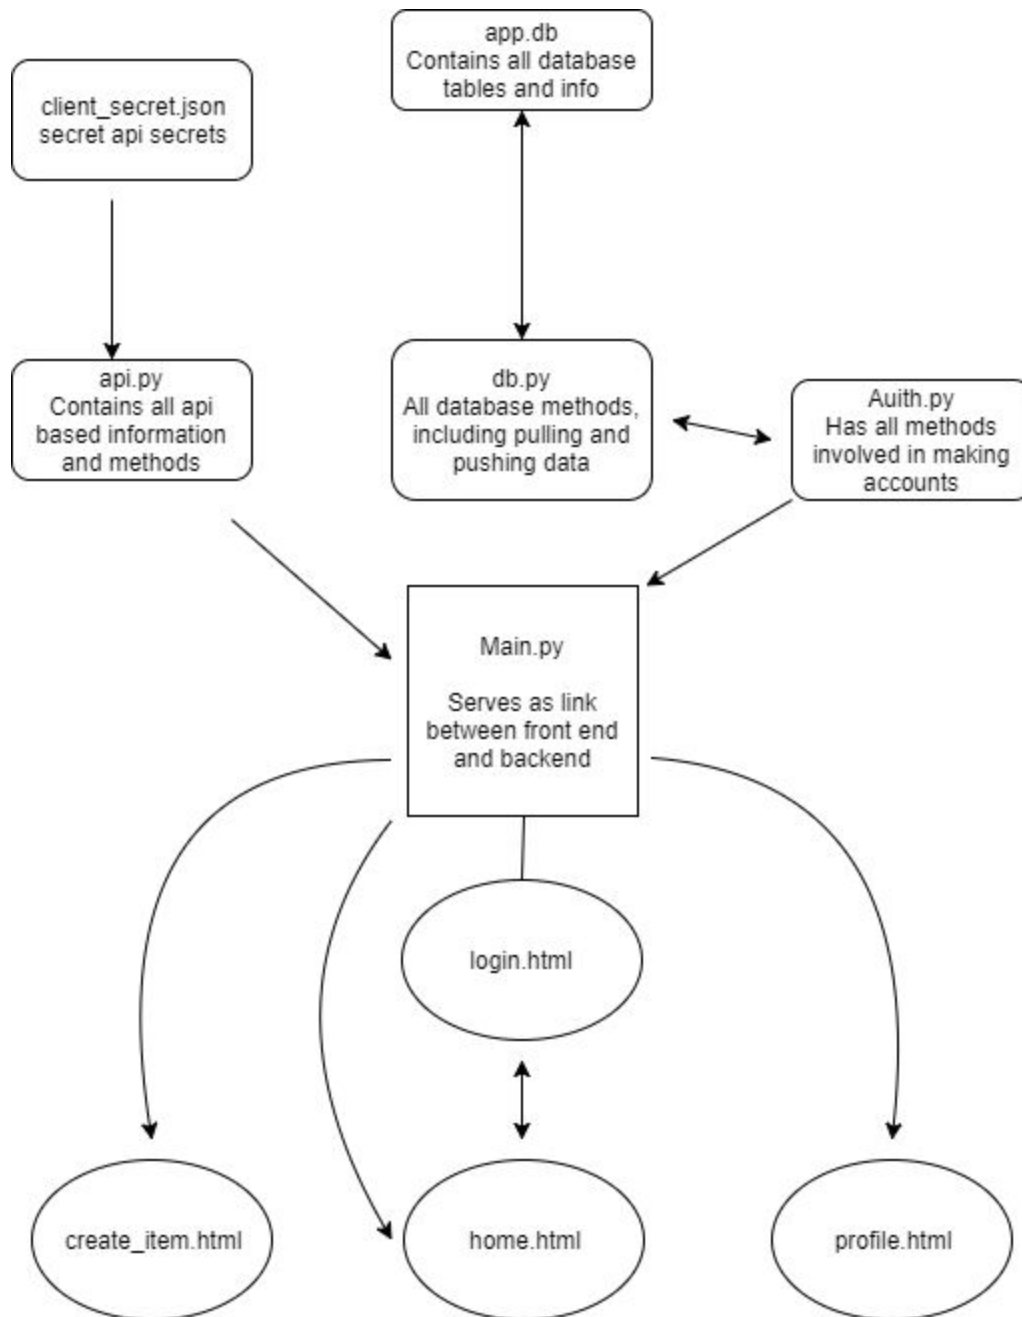 app.db
Contains all database
tables and info
client_secret.json
secret api secrets
api.py
Contains all api
based information
and methods
db.py
All database methods,
including pulling and
pushing data
Auith.py
Has all methods
involved in making
accounts
Main.py
Serves as link
between front end
and backend
login.html
create_item.html
home.html
profile.html